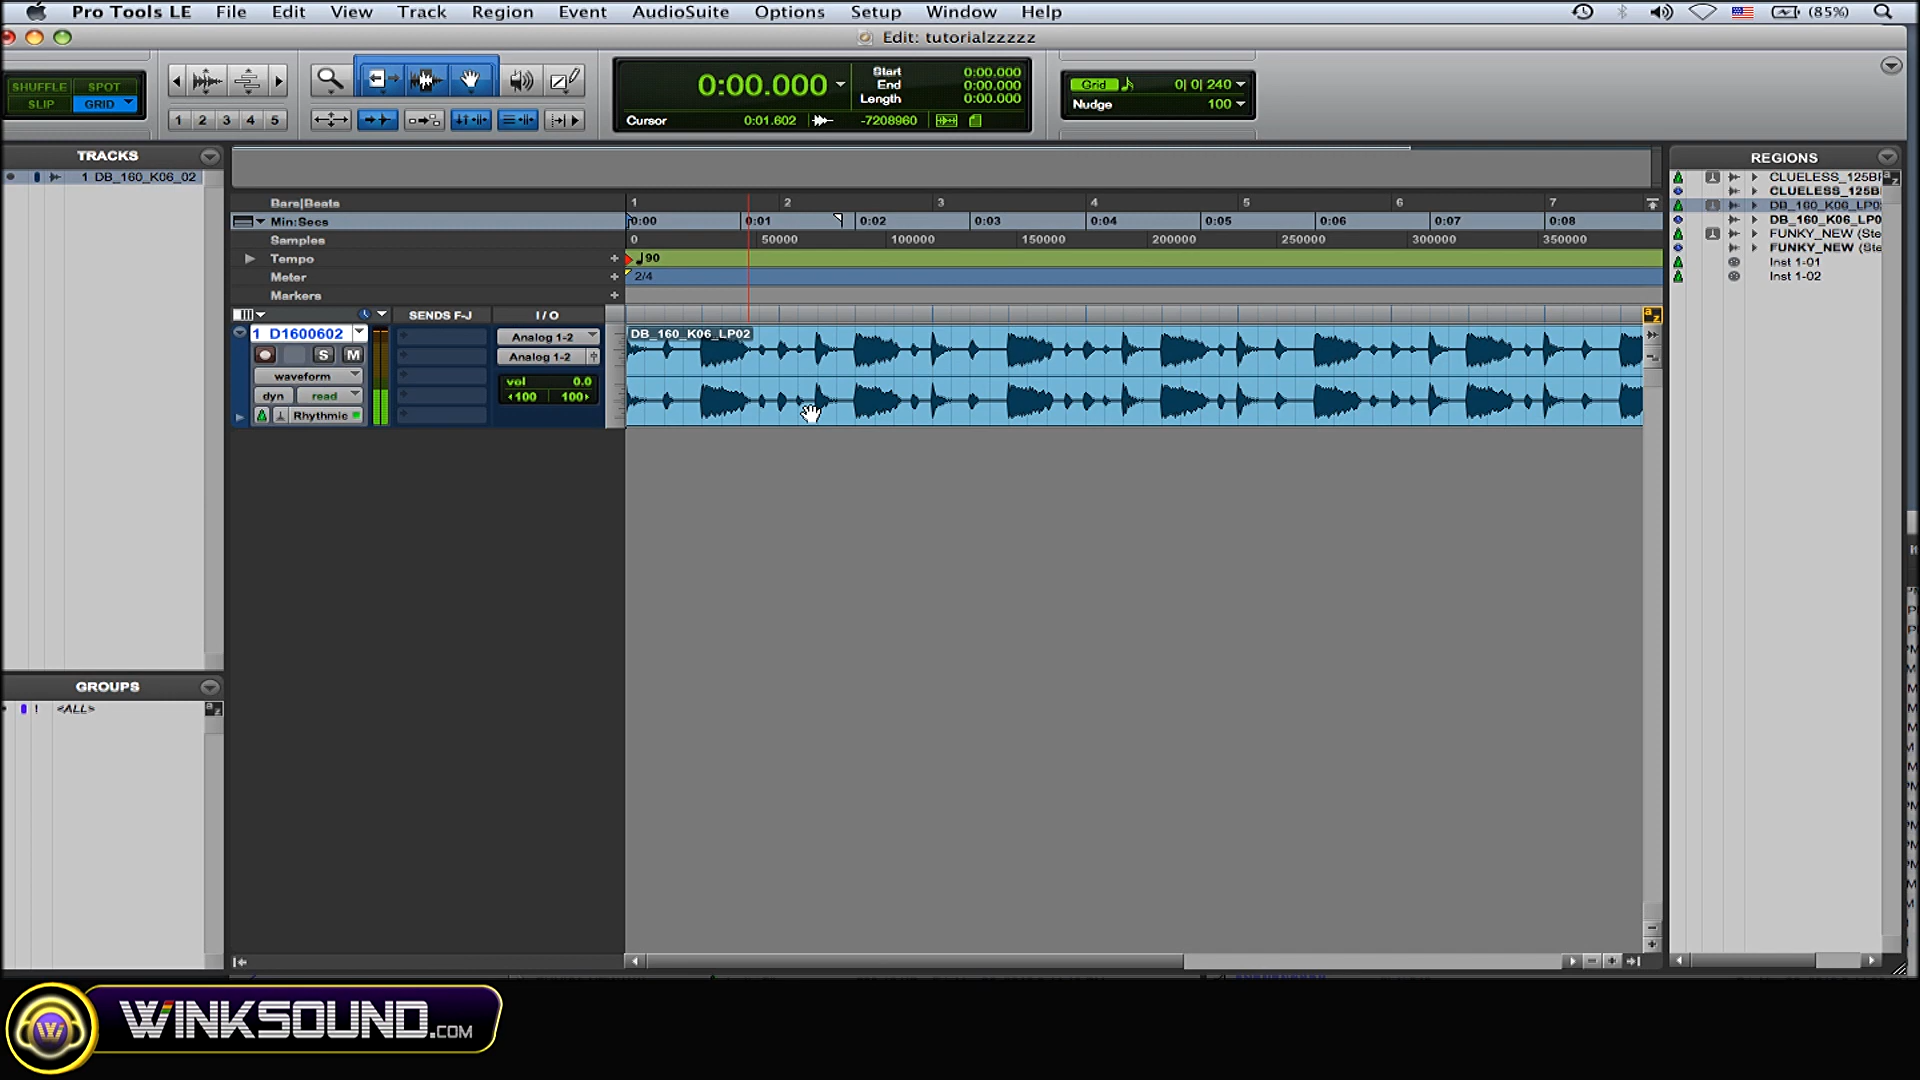 Pro Tools LE File Edit View Track Region Event AudioSuite Options Setup Window Help (85%)
Edit: tutorialzzzzz
SHUFFLE SPOT
SLIP GRID
1 2 3 4 5
0:00.000
Start 0:00.000
End 0:00.000
Length 0:00.000
Cursor 0:01.602 -7208960
Grid 0| 0| 240
Nudge 100
TRACKS
1 DB_160_K06_02
GROUPS
! <ALL>
Bars|Beats 1 2 3 4 5 6 7
Min:Secs 0:00 0:01 0:02 0:03 0:04 0:05 0:06 0:07 0:08
Samples 0 50000 100000 150000 200000 250000 300000 350000
Tempo + 90
Meter + 2/4
Markers +
SENDS F-J I/O
1 D1600602
S M
waveform
dyn read
Rhythmic
Analog 1-2
Analog 1-2
vol 0.0
100 100
DB_160_K06_LP02
REGIONS
CLUELESS_125B
CLUELESS_125B
DB_160_K06_LP0
DB_160_K06_LP0
FUNKY_NEW (Ste
FUNKY_NEW (Ste
Inst 1-01
Inst 1-02
WINKSOUND.COM